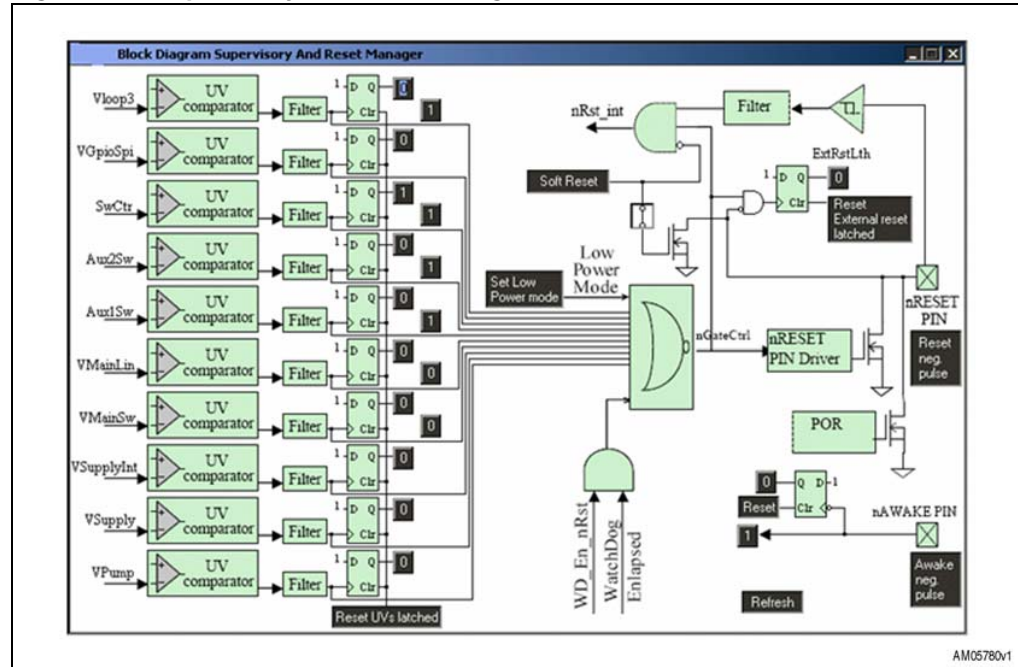 Block Diagram Supervisory And Reset Manager
Vloop3
UV
comparator
Filter
1 D Q
Clr
0
1
VGpioSpi
UV
comparator
Filter
1 D Q
Clr
0
SwCtr
UV
comparator
Filter
1 D Q
Clr
1
1
Aux2Sw
UV
comparator
Filter
1 D Q
Clr
0
1
Aux1Sw
UV
comparator
Filter
1 D Q
Clr
0
1
VMainLin
UV
comparator
Filter
1 D Q
Clr
0
0
VMainSw
UV
comparator
Filter
1 D Q
Clr
0
0
VSupplyInt
UV
comparator
Filter
1 D Q
Clr
0
VSupply
UV
comparator
Filter
1 D Q
Clr
0
VPump
UV
comparator
Filter
1 D Q
Clr
0
Reset UVs latched
nRst_int
Filter
Soft Reset
ExtRstLth
1 D Q
Clr
0
Reset
External reset
latched
Low
Power
Mode
Set Low
Power mode
nGateCtrl
nRESET
PIN Driver
nRESET
PIN
Reset
neg.
pulse
POR
WD_En_nRst
WatchDog
Enlapsed
0
Q D 1
Reset
Clr
1
nAWAKE PIN
Awake
neg.
pulse
Refresh
AM05780v1